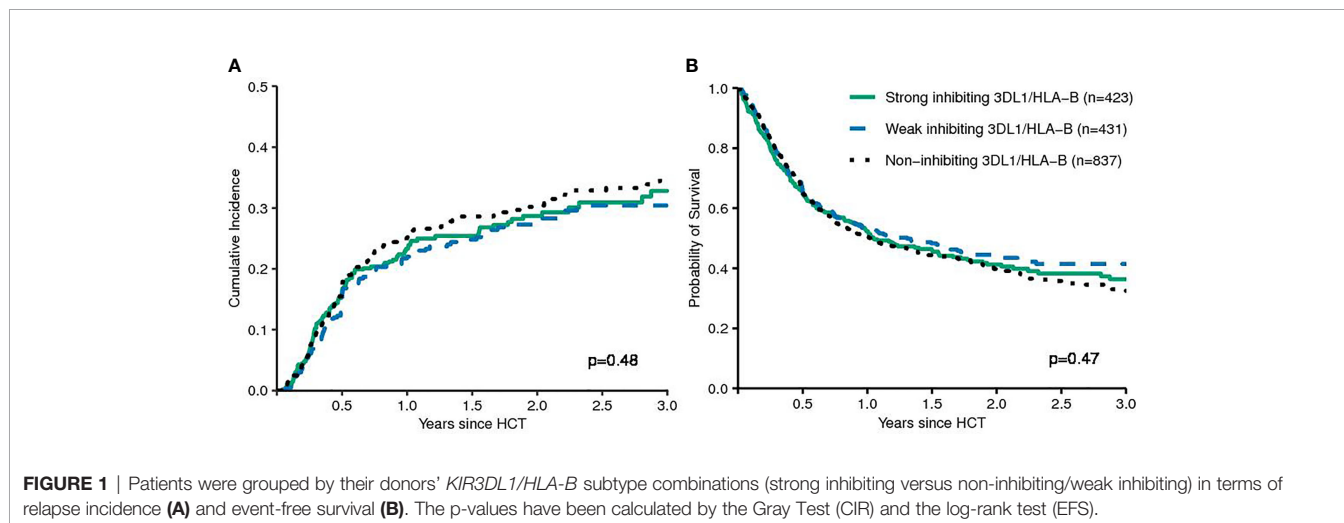 A
Cumulative Incidence
0.5
0.4
0.3
0.2
0.1
0.0
p=0.48
0.5 1.0 1.5 2.0 2.5 3.0
Years since HCT
B
Probability of Survival
1.0
0.8
0.6
0.4
0.2
0.0
Strong inhibiting 3DL1/HLA−B (n=423)
Weak inhibiting 3DL1/HLA−B (n=431)
Non−inhibiting 3DL1/HLA−B (n=837)
p=0.47
0.5 1.0 1.5 2.0 2.5 3.0
Years since HCT
FIGURE 1 | Patients were grouped by their donors’ KIR3DL1/HLA-B subtype combinations (strong inhibiting versus non-inhibiting/weak inhibiting) in terms of
relapse incidence (A) and event-free survival (B). The p-values have been calculated by the Gray Test (CIR) and the log-rank test (EFS).